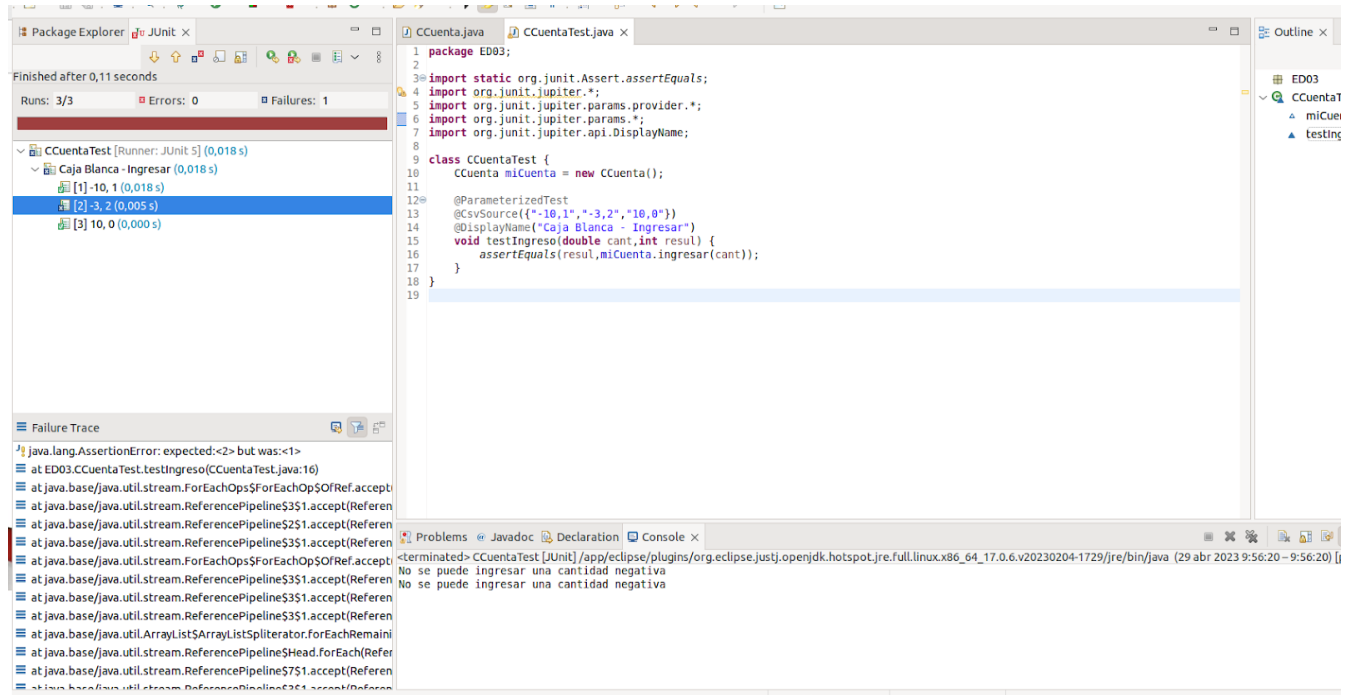 Package Explorer JUnit
Finished after 0,11 seconds
Runs: 3/3 Errors: 0 Failures: 1
CCuentaTest [Runner: JUnit 5] (0,018 s)
Caja Blanca - Ingresar (0,018 s)
[1] -10, 1 (0,018 s)
[2] -3, 2 (0,005 s)
[3] 10, 0 (0,000 s)
Failure Trace
java.lang.AssertionError: expected:<2> but was:<1>
at ED03.CCuentaTest.testIngreso(CCuentaTest.java:16)
at java.base/java.util.stream.ForEachOps$ForEachOp$OfRef.accept(
at java.base/java.util.stream.ReferencePipeline$3$1.accept(Referen
at java.base/java.util.stream.ReferencePipeline$2$1.accept(Referen
at java.base/java.util.stream.ReferencePipeline$3$1.accept(Referen
at java.base/java.util.stream.ForEachOps$ForEachOp$OfRef.accept(
at java.base/java.util.stream.ReferencePipeline$3$1.accept(Referen
at java.base/java.util.stream.ReferencePipeline$3$1.accept(Referen
at java.base/java.util.stream.ReferencePipeline$3$1.accept(Referen
at java.base/java.util.ArrayList$ArrayListSpliterator.forEachRemaini
at java.base/java.util.stream.ReferencePipeline$Head.forEach(Refer
at java.base/java.util.stream.ReferencePipeline$7$1.accept(Referen
at java.base/java.util.stream.ReferencePipeline$3$1.accept(Referen
CCuenta.java CCuentaTest.java
1 package ED03;
2
3 import static org.junit.Assert.assertEquals;
4 import org.junit.jupiter.*;
5 import org.junit.jupiter.params.provider.*;
6 import org.junit.jupiter.params.*;
7 import org.junit.jupiter.api.DisplayName;
8
9 class CCuentaTest {
10 CCuenta miCuenta = new CCuenta();
11
12 @ParameterizedTest
13 @CsvSource({"-10,1","-3,2","10,0"})
14 @DisplayName("Caja Blanca - Ingresar")
15 void testIngreso(double cant,int resul) {
16 assertEquals(resul,miCuenta.ingresar(cant));
17 }
18 }
19
Outline
ED03
CCuentaT
miCuen
testIng
Problems Javadoc Declaration Console
<terminated> CCuentaTest [JUnit] /app/eclipse/plugins/org.eclipse.justj.openjdk.hotspot.jre.full.linux.x86_64_17.0.6.v20230204-1729/jre/bin/java (29 abr 2023 9:56:20 – 9:56:20) [
No se puede ingresar una cantidad negativa
No se puede ingresar una cantidad negativa